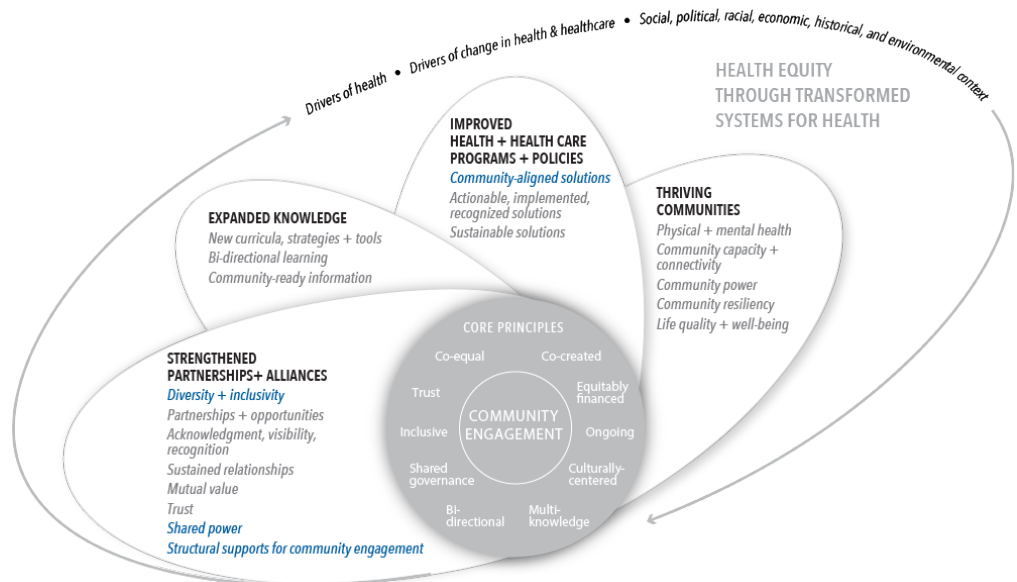 Drivers of health • Drivers of change in health & healthcare • Social, political, racial, economic, historical, and environmental context
HEALTH EQUITY
THROUGH TRANSFORMED
SYSTEMS FOR HEALTH
IMPROVED
HEALTH + HEALTH CARE
PROGRAMS + POLICIES
Community-aligned solutions
Actionable, implemented,
recognized solutions
Sustainable solutions
THRIVING
COMMUNITIES
Physical + mental health
Community capacity +
connectivity
Community power
Community resiliency
Life quality + well-being
EXPANDED KNOWLEDGE
New curricula, strategies + tools
Bi-directional learning
Community-ready information
STRENGTHENED
PARTNERSHIPS+ ALLIANCES
Diversity + inclusivity
Partnerships + opportunities
Acknowledgment, visibility,
recognition
Sustained relationships
Mutual value
Trust
Shared power
Structural supports for community engagement
CORE PRINCIPLES
Co-equal
Co-created
Trust
Equitably
financed
Inclusive
COMMUNITY
ENGAGEMENT
Ongoing
Shared
governance
Culturally-
centered
Bi-
directional
Multi-
knowledge